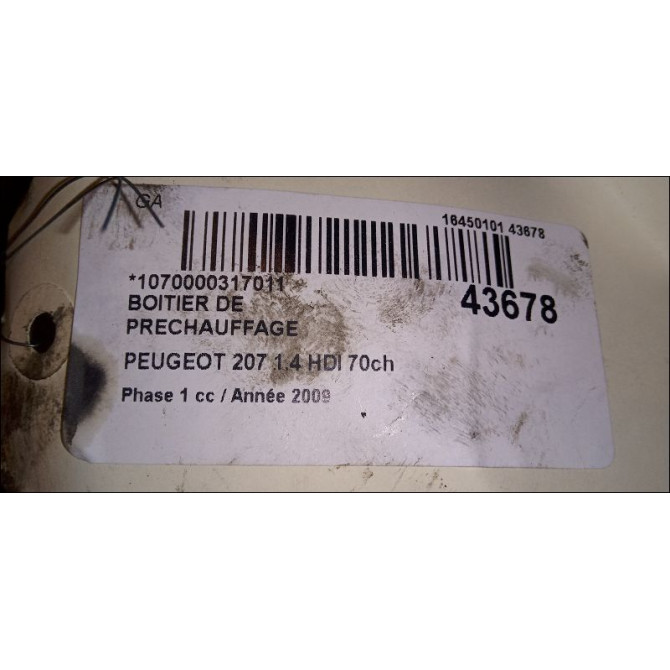 GA
16450101 43678
*1070000317011
43678
BOITIER DE
PRECHAUFFAGE
PEUGEOT 207 1.4 HDI 70ch
Phase 1 cc / Année 2009